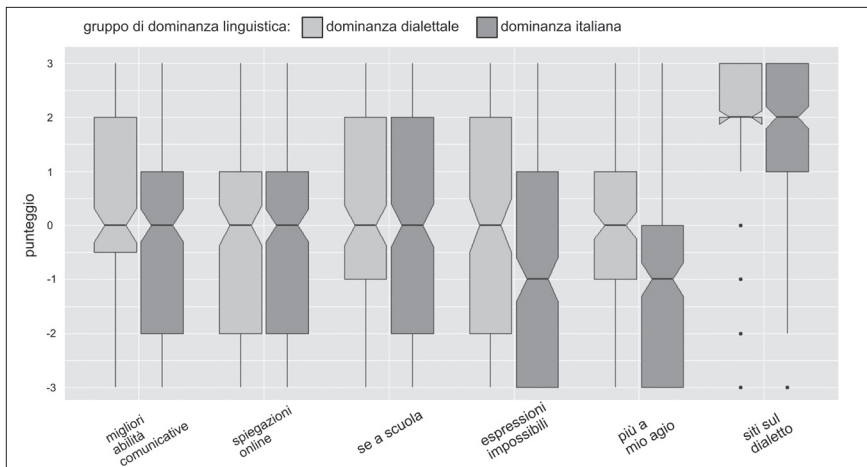 gruppo di dominanza linguistica: dominanza dialettale dominanza italiana
punteggio
3
2
1
0
-1
-2
-3
migliori
abilità
comunicative
spiegazioni
online
se a scuola
espressioni
impossibili
più a
mio agio
siti sul
dialetto